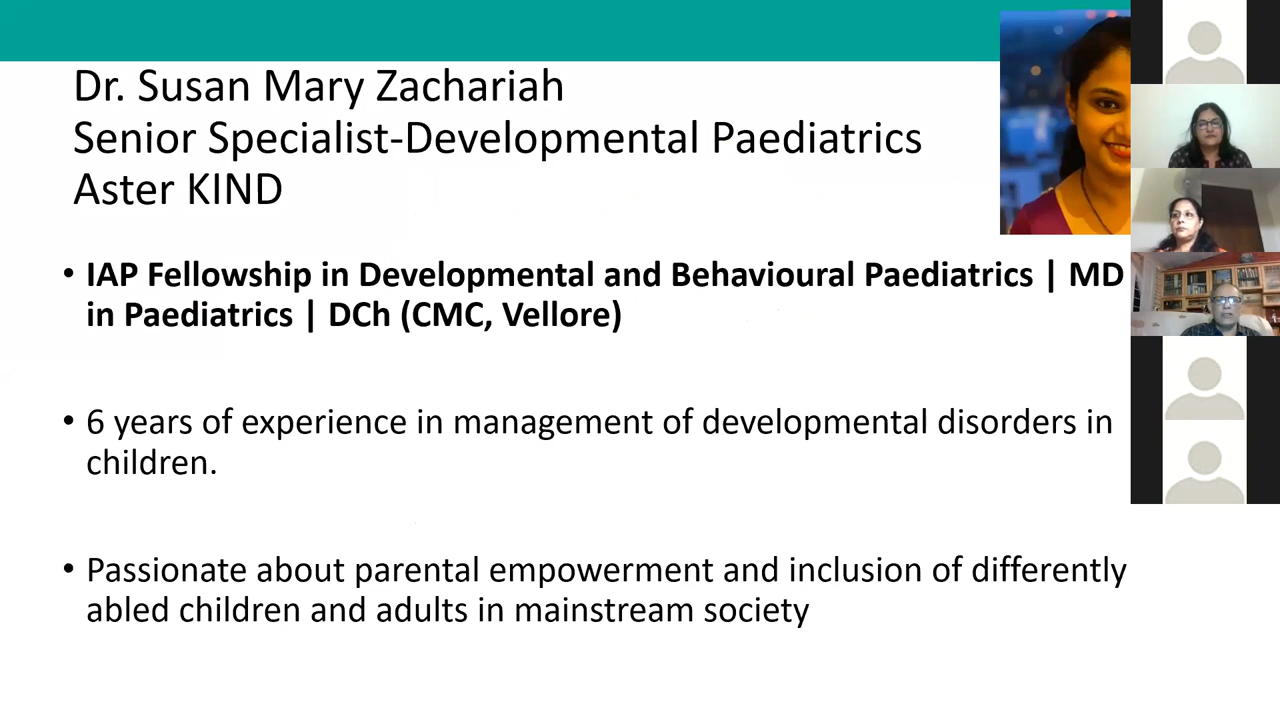 Dr. Susan Mary Zachariah
Senior Specialist-Developmental Paediatrics
Aster KIND
• IAP Fellowship in Developmental and Behavioural Paediatrics | MD
in Paediatrics | DCh (CMC, Vellore)
• 6 years of experience in management of developmental disorders in
children.
• Passionate about parental empowerment and inclusion of differently
abled children and adults in mainstream society